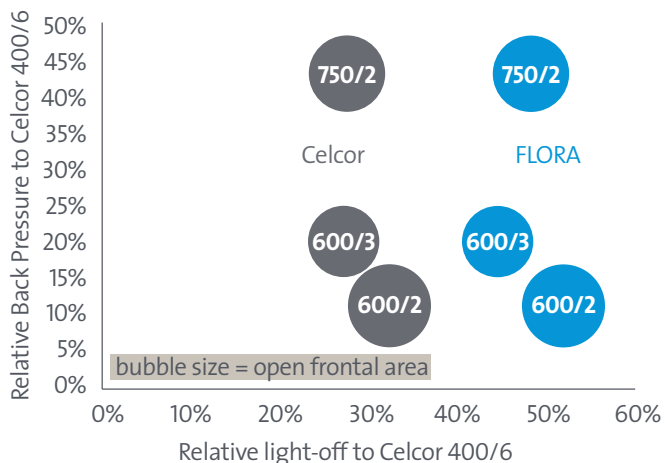 Relative Back Pressure to Celcor 400/6
50%
45%
40%
35%
30%
25%
20%
15%
10%
5%
0%
750/2
750/2
Celcor
FLORA
600/3
600/3
600/2
600/2
bubble size = open frontal area
0% 10% 20% 30% 40% 50% 60%
Relative light-off to Celcor 400/6